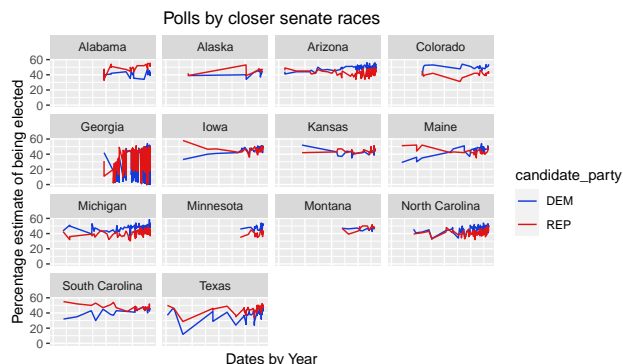 Polls by closer senate races
Percentage estimate of being elected
Alabama Alaska Arizona Colorado
60
40
20
0
Georgia Iowa Kansas Maine
60
40
20
0
Michigan Minnesota Montana North Carolina
60
40
20
0
South Carolina Texas
60
40
20
0
Dates by Year
candidate_party
DEM
REP